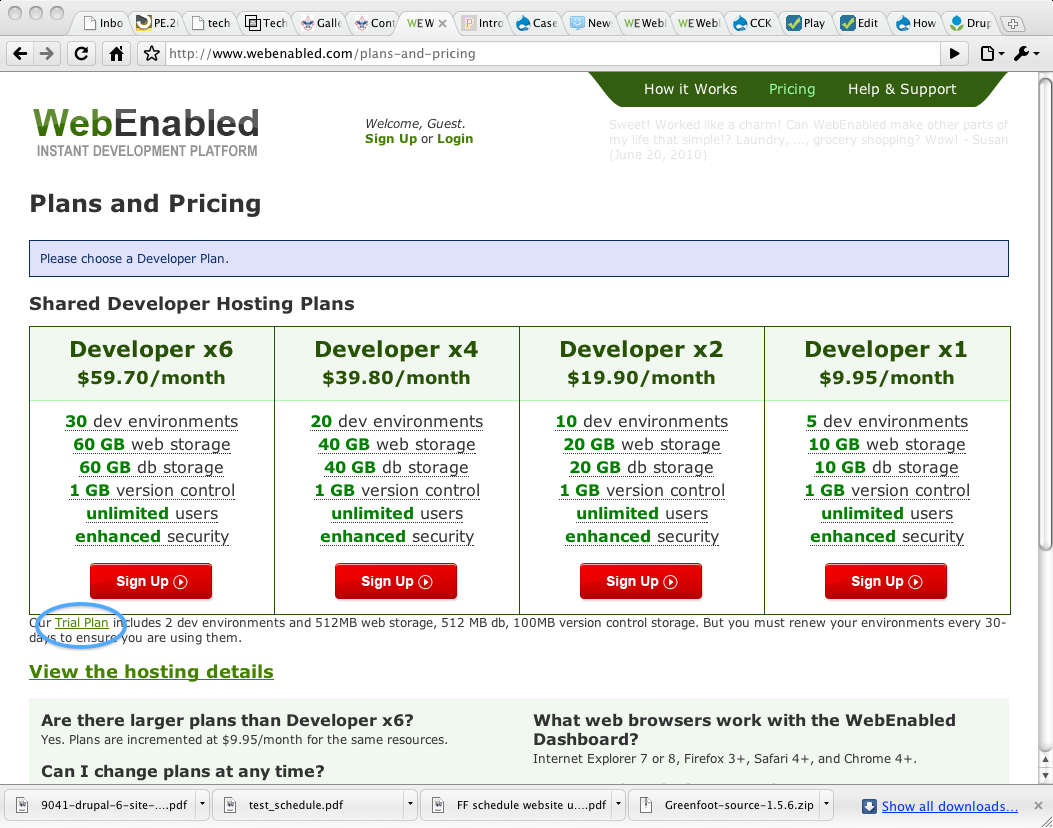 Inbo
PE.2
tech
Tech
Galle
Cont
WE W
Intro
Case
New
WE Webl
WE Webl
CCK
Play
Edit
How
Drup
http://www.webenabled.com/plans-and-pricing
How it Works
Pricing
Help & Support
WebEnabled
INSTANT DEVELOPMENT PLATFORM
Welcome, Guest.
Sign Up or Login
Sweet! Worked like a charm! Can WebEnabled make other parts of
my life that simple!? Laundry, ..., grocery shopping? Wow! - Susan
(June 20, 2010)
Plans and Pricing
Please choose a Developer Plan.
Shared Developer Hosting Plans
Developer x6
$59.70/month
30 dev environments
60 GB web storage
60 GB db storage
1 GB version control
unlimited users
enhanced security
Sign Up
Developer x4
$39.80/month
20 dev environments
40 GB web storage
40 GB db storage
1 GB version control
unlimited users
enhanced security
Sign Up
Developer x2
$19.90/month
10 dev environments
20 GB web storage
20 GB db storage
1 GB version control
unlimited users
enhanced security
Sign Up
Developer x1
$9.95/month
5 dev environments
10 GB web storage
10 GB db storage
1 GB version control
unlimited users
enhanced security
Sign Up
Our Trial Plan includes 2 dev environments and 512MB web storage, 512 MB db, 100MB version control storage. But you must renew your environments every 30-
days to ensure you are using them.
View the hosting details
Are there larger plans than Developer x6?
Yes. Plans are incremented at $9.95/month for the same resources.
Can I change plans at any time?
What web browsers work with the WebEnabled
Dashboard?
Internet Explorer 7 or 8, Firefox 3+, Safari 4+, and Chrome 4+.
9041-drupal-6-site-....pdf
test_schedule.pdf
FF schedule website u....pdf
Greenfoot-source-1.5.6.zip
Show all downloads...